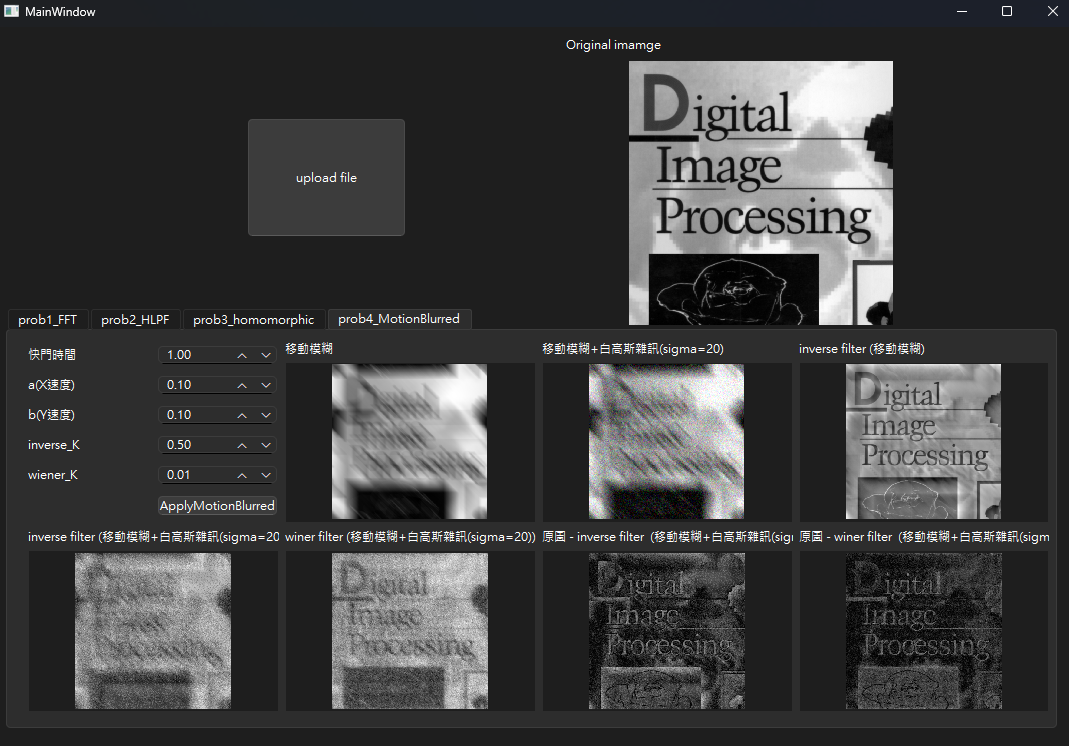 MainWindow
Original imamge
Digital
Image
Processing
upload file
prob1_FFT
prob2_HLPF
prob3_homomorphic
prob4_MotionBlurred
快門時間
1.00
a(X速度)
0.10
b(Y速度)
0.10
inverse_K
0.50
wiener_K
0.01
ApplyMotionBlurred
移動模糊
移動模糊+白高斯雜訊(sigma=20)
inverse filter (移動模糊)
Digital
Image
Processing
inverse filter (移動模糊+白高斯雜訊(sigma=20
winer filter (移動模糊+白高斯雜訊(sigma=20))
原圖 - inverse filter (移動模糊+白高斯雜訊(sigı
原圖 - winer filter (移動模糊+白高斯雜訊(sigm
Digital
Image
Processing
Digital
Image
Processing
Digital
Image
Processing